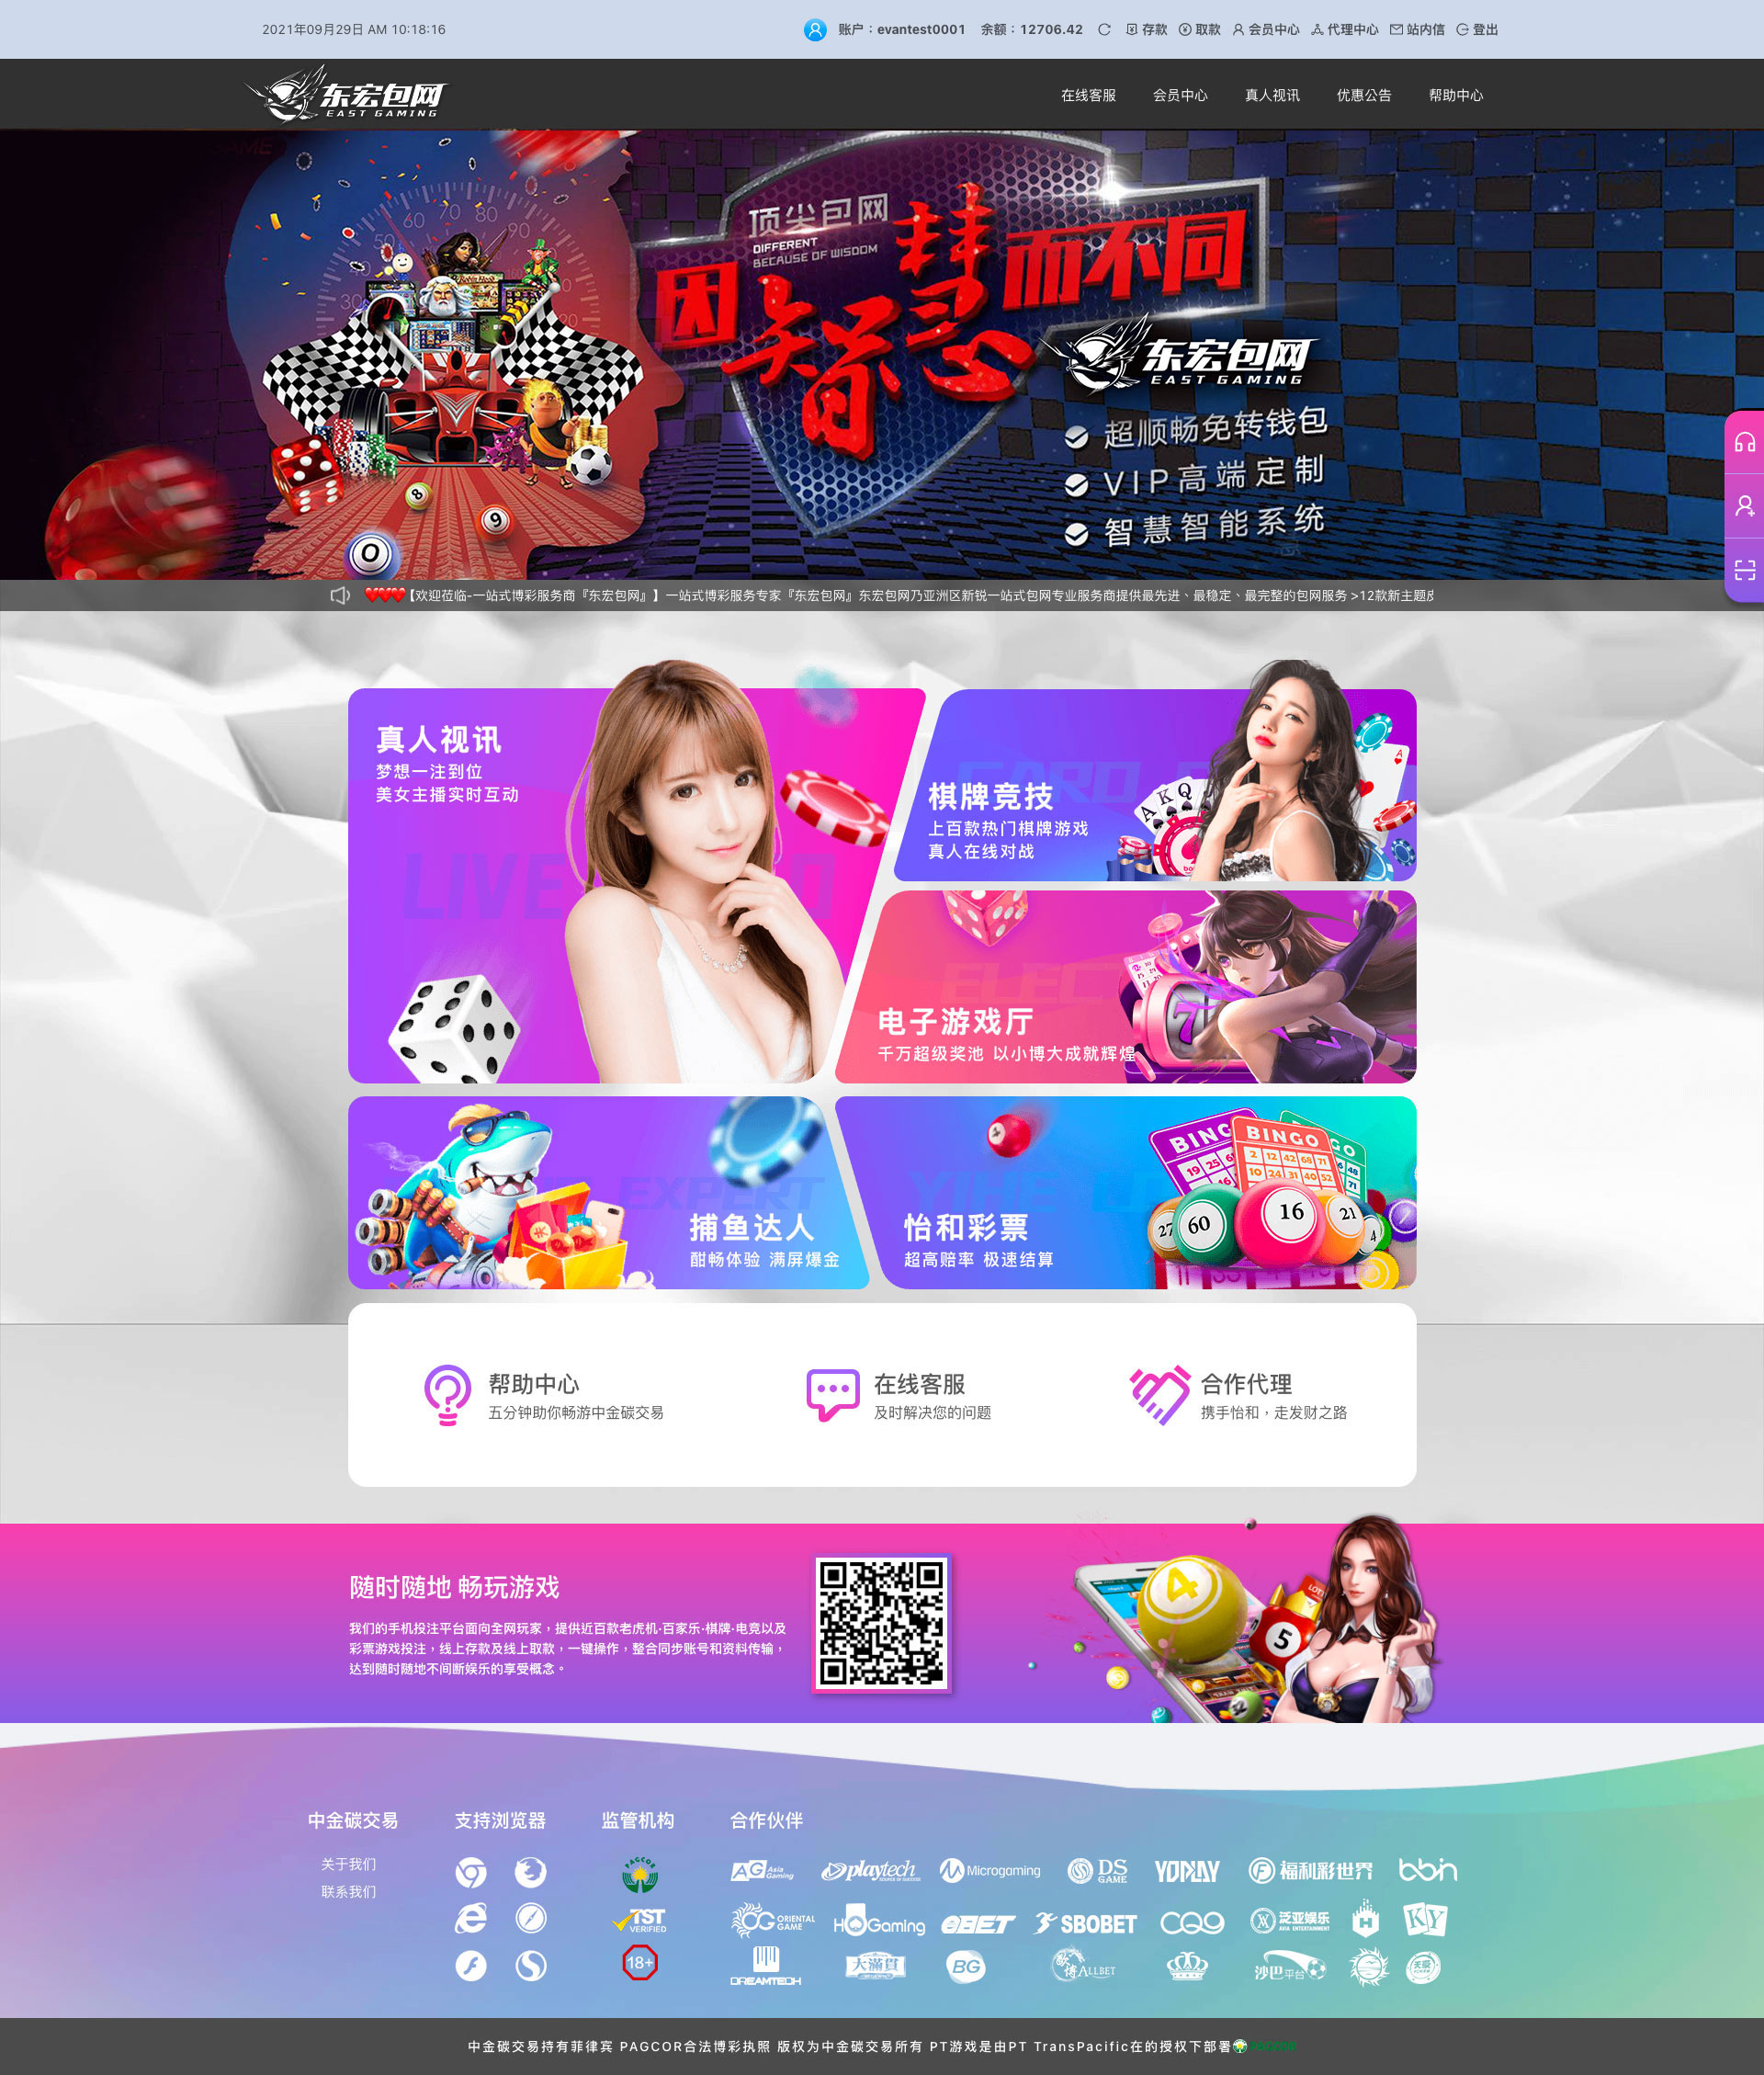 2021年09月29日 AM 10:18:16
账户：evantest0001 余额：12706.42 存款 取款 会员中心 代理中心 站内信 登出
东宏包网
EAST GAMING
在线客服 会员中心 真人视讯 优惠公告 帮助中心
顶尖包网
DIFFERENT
BECAUSE OF WISDOM
因智慧而不同
东宏包网
EAST GAMING
超顺畅免转钱包
VIP高端定制
智慧智能系统
【欢迎莅临-一站式博彩服务商『东宏包网』】一站式博彩服务专家『东宏包网』东宏包网乃亚洲区新锐一站式包网专业服务商提供最先进、最稳定、最完整的包网服务 >12款新主题皮
真人视讯
梦想一注到位
美女主播实时互动
LIVE
棋牌竞技
上百款热门棋牌游戏
真人在线对战
CARD
电子游戏厅
千万超级奖池 以小博大成就辉煌
ELECT
捕鱼达人
酣畅体验 满屏爆金
EXPERT
怡和彩票
超高赔率 极速结算
YIHE
BINGO
BINGO
帮助中心
五分钟助你畅游中金碳交易
在线客服
及时解决您的问题
合作代理
携手怡和，走发财之路
随时随地 畅玩游戏
我们的手机投注平台面向全网玩家，提供近百款老虎机·百家乐·棋牌·电竞以及
彩票游戏投注，线上存款及线上取款，一键操作，整合同步账号和资料传输，
达到随时随地不间断娱乐的享受概念。
中金碳交易 支持浏览器 监管机构 合作伙伴
关于我们
联系我们
PAGCOR
TST VERIFIED
18+
AG Asia Gaming playtech SOURCE OF SUCCESS Microgaming DS GAME YOPLAY 福利彩世界 bbin
OG ORIENTAL GAME HOGaming eBET SBOBET CQ9 泛亚娱乐 AVIA ENTERTAINMENT H KY
DREAMTECH 大满贯 BG 欧博ALLBET 沙巴平台
中金碳交易持有菲律宾 PAGCOR合法博彩执照 版权为中金碳交易所有 PT游戏是由PT TransPacific在的授权下部署